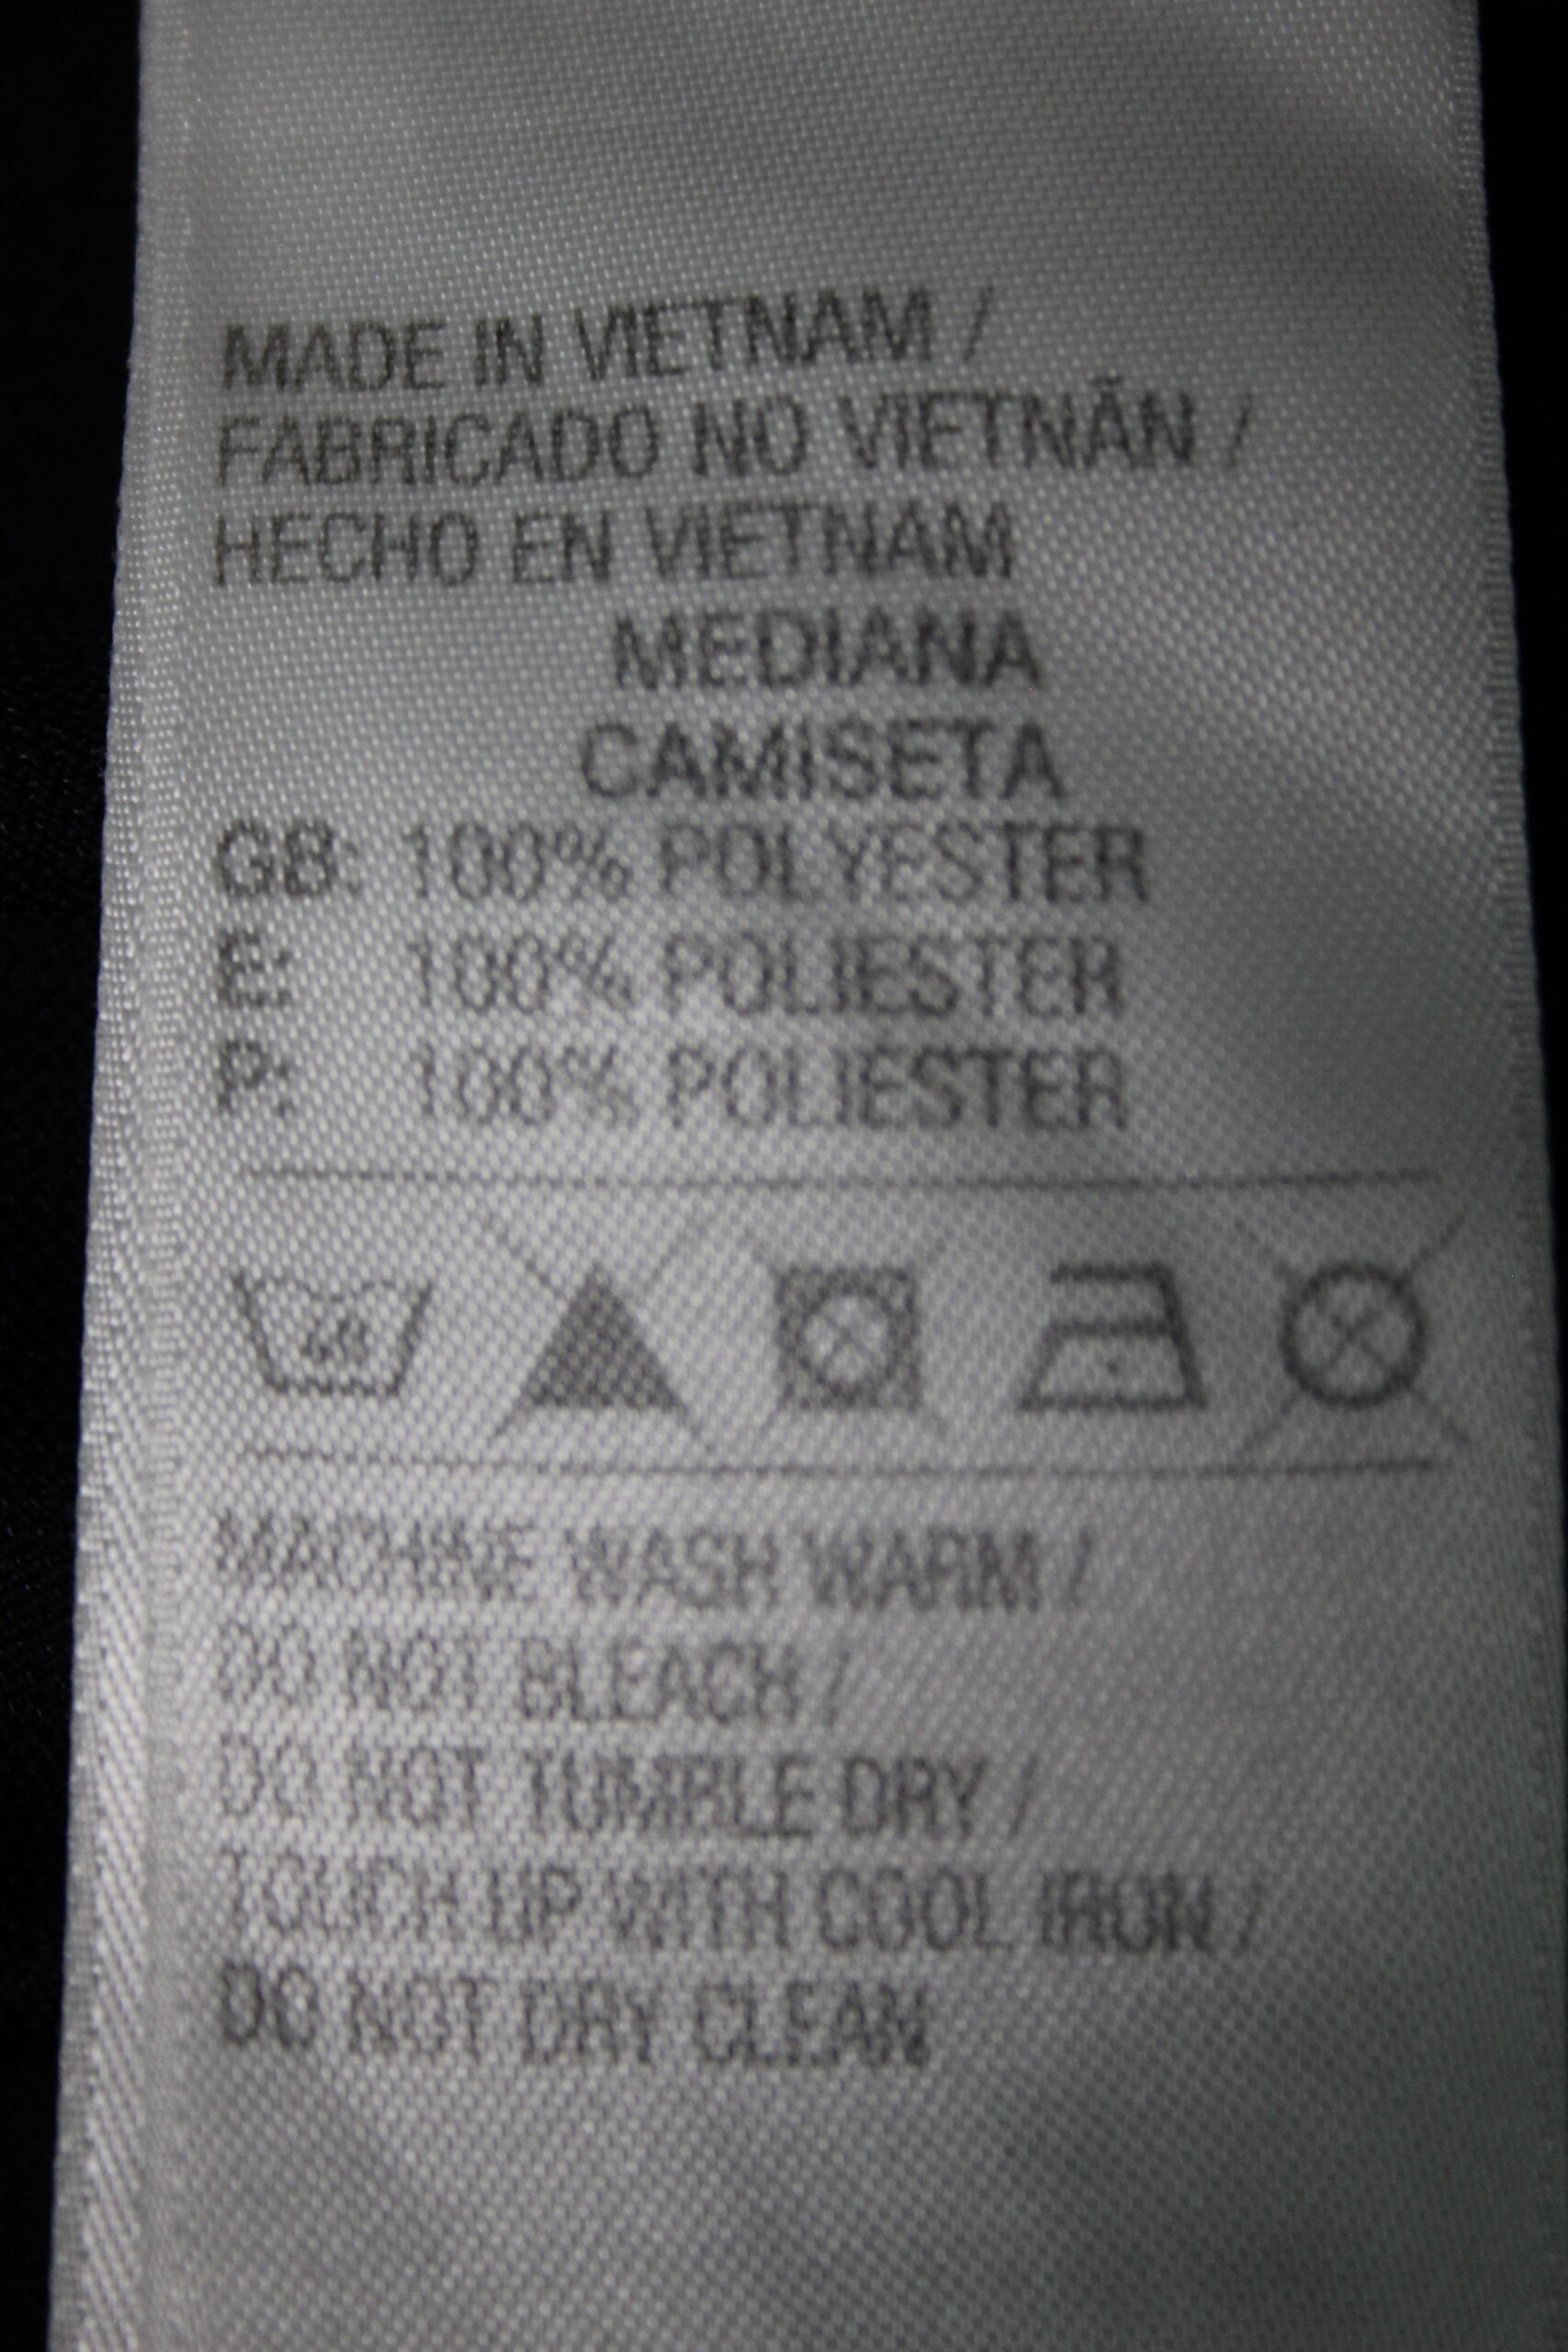 MADE IN VIETNAM /
FABRICADO NO VIETNÃN /
HECHO EN VIETNAM
MEDIANA
CAMISETA
GB: 100% POLYESTER
E: 100% POLIESTER
P: 100% POLIESTER
40
MACHINE WASH WARM /
DO NOT BLEACH /
DO NOT TUMBLE DRY /
TOUCH UP WITH COOL IRON /
DO NOT DRY CLEAN